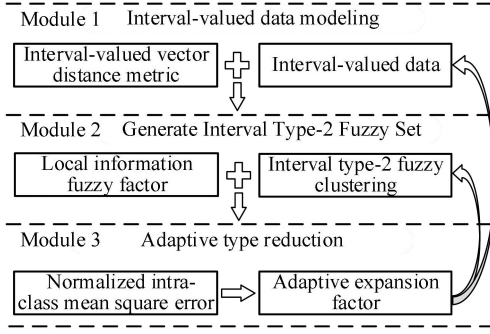 Module 1 Interval-valued data modeling
Interval-valued vector
distance metric
Interval-valued data
Module 2 Generate Interval Type-2 Fuzzy Set
Local information
fuzzy factor
Interval type-2 fuzzy
clustering
Module 3 Adaptive type reduction
Normalized intra-
class mean square error
Adaptive expansion
factor